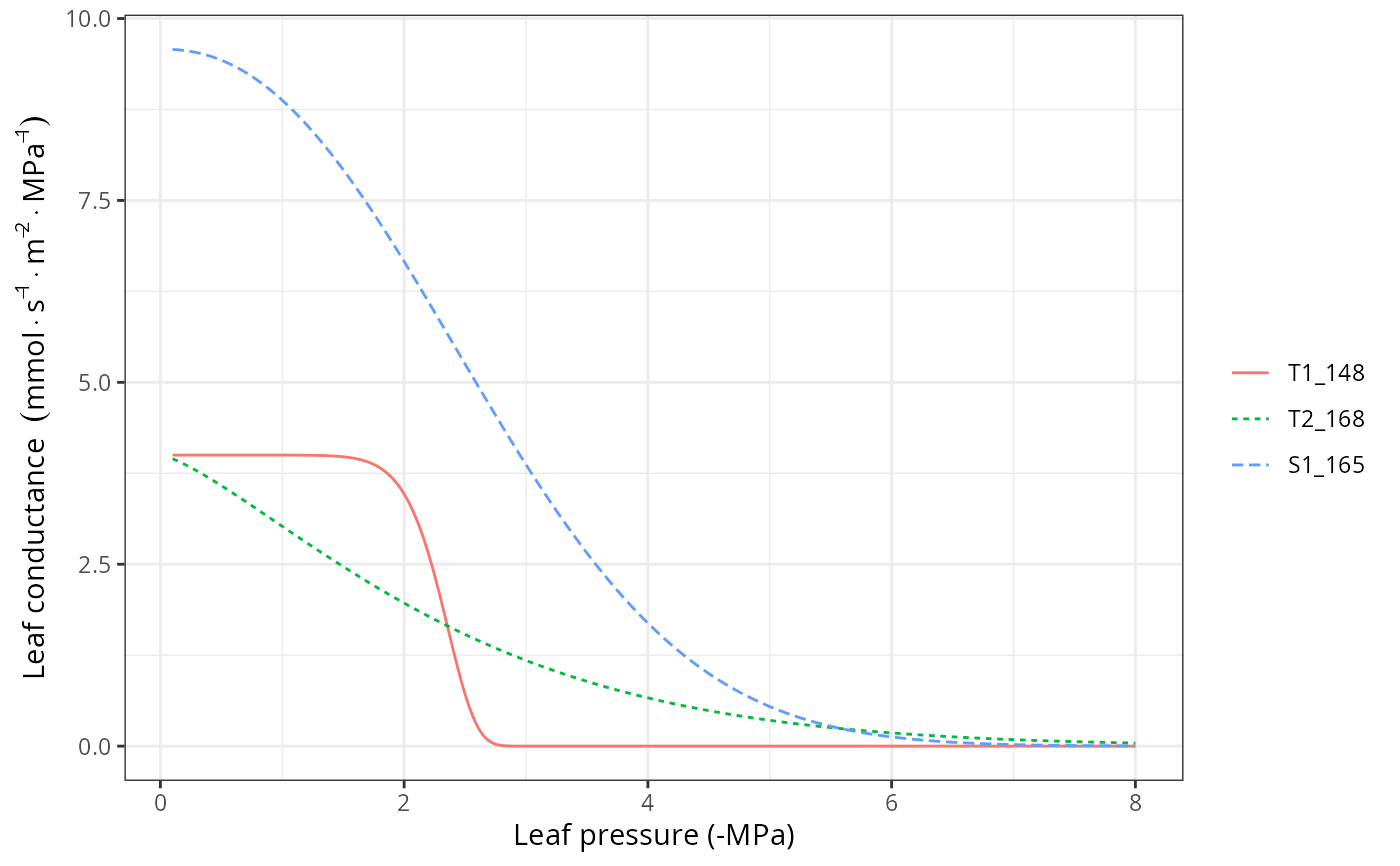 Leaf conductance (mmol · s⁻¹ · m⁻² · MPa⁻¹)
10.0
7.5
5.0
2.5
0.0
0 2 4 6 8
Leaf pressure (-MPa)
T1_148
T2_168
S1_165